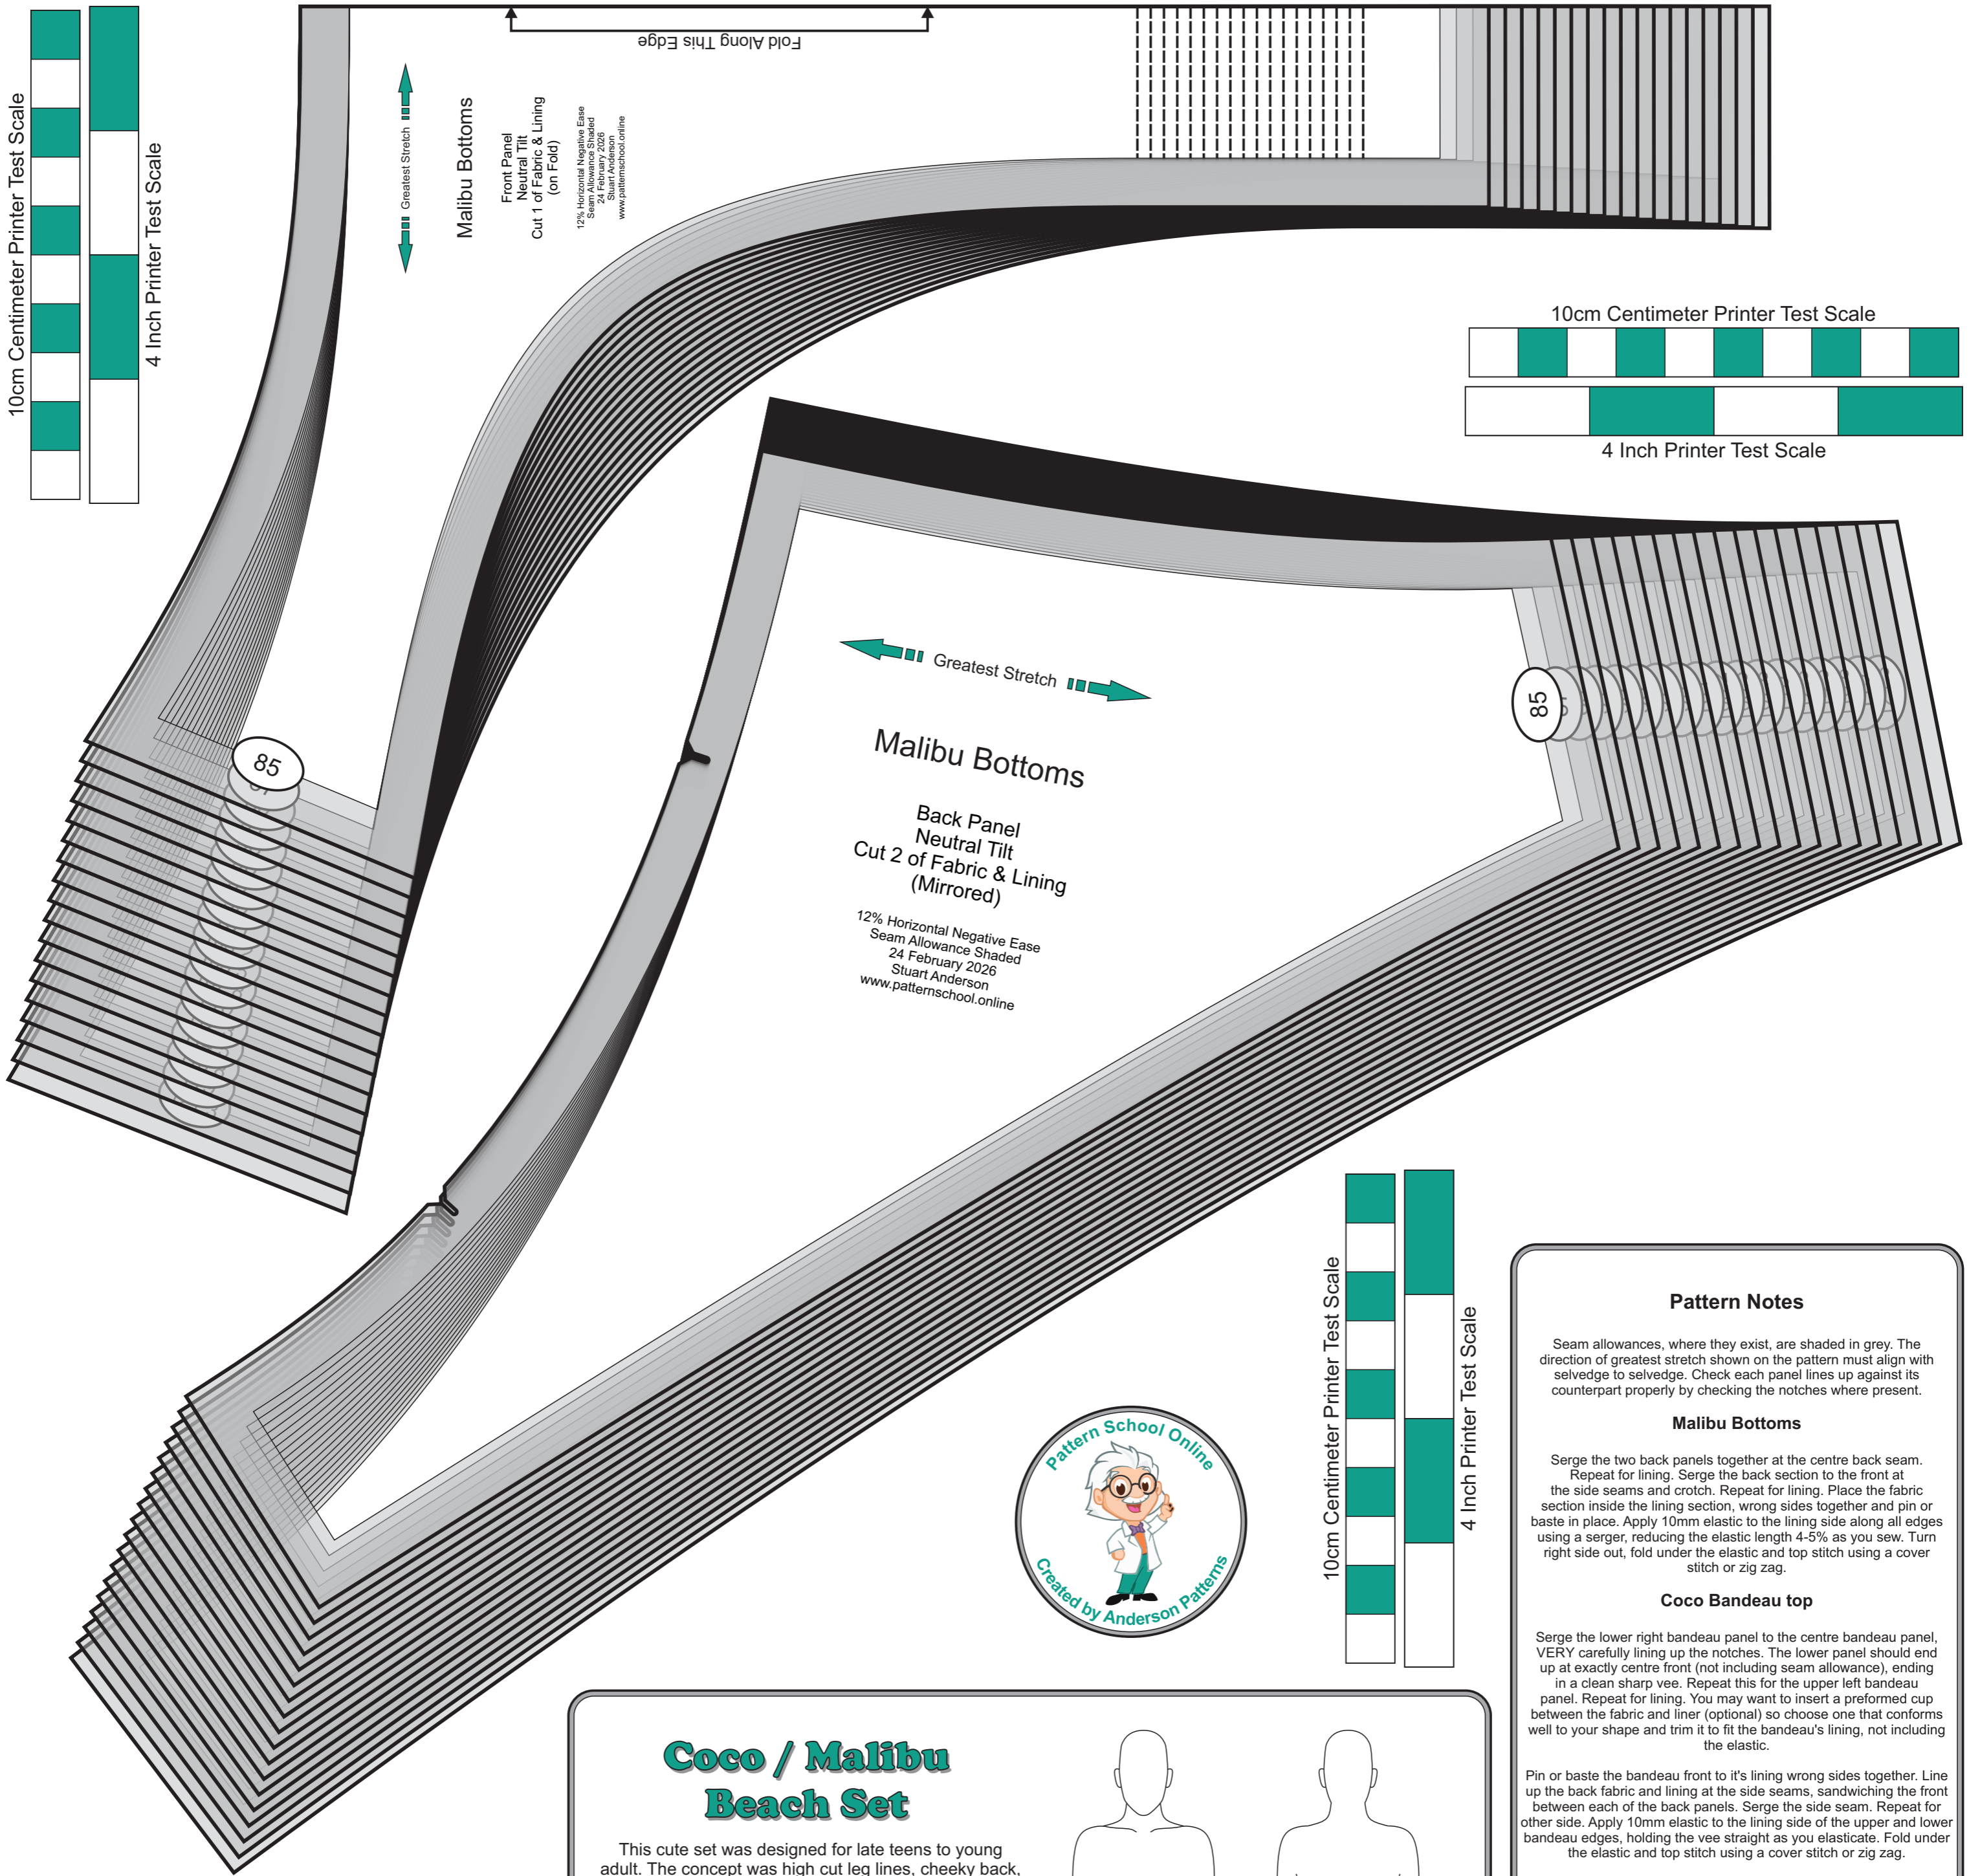 10cm Centimeter Printer Test Scale
4 Inch Printer Test Scale
Fold Along This Edge
Greatest Stretch
Malibu Bottoms
Front Panel
Neutral Tilt
Cut 1 of Fabric & Lining
(on Fold)
12% Horizontal Negative Ease
Seam Allowance Shaded
24 February 2026
Stuart Anderson
www.patternschool.online
10cm Centimeter Printer Test Scale
4 Inch Printer Test Scale
85
85
Greatest Stretch
Malibu Bottoms
Back Panel
Neutral Tilt
Cut 2 of Fabric & Lining
(Mirrored)
12% Horizontal Negative Ease
Seam Allowance Shaded
24 February 2026
Stuart Anderson
www.patternschool.online
10cm Centimeter Printer Test Scale
4 Inch Printer Test Scale
Pattern School Online
Created by Anderson Patterns
Pattern Notes
Seam allowances, where they exist, are shaded in grey. The
direction of greatest stretch shown on the pattern must align with
selvedge to selvedge. Check each panel lines up against its
counterpart properly by checking the notches where present.
Malibu Bottoms
Serge the two back panels together at the centre back seam.
Repeat for lining. Serge the back section to the front at
the side seams and crotch. Repeat for lining. Place the fabric
section inside the lining section, wrong sides together and pin or
baste in place. Apply 10mm elastic to the lining side along all edges
using a serger, reducing the elastic length 4-5% as you sew. Turn
right side out, fold under the elastic and top stitch using a cover
stitch or zig zag.
Coco Bandeau top
Serge the lower right bandeau panel to the centre bandeau panel,
VERY carefully lining up the notches. The lower panel should end
up at exactly centre front (not including seam allowance), ending
in a clean sharp vee. Repeat this for the upper left bandeau
panel. Repeat for lining. You may want to insert a preformed cup
between the fabric and liner (optional) so choose one that conforms
well to your shape and trim it to fit the bandeau's lining, not including
the elastic.
Pin or baste the bandeau front to it's lining wrong sides together. Line
up the back fabric and lining at the side seams, sandwiching the front
between each of the back panels. Serge the side seam. Repeat for
other side. Apply 10mm elastic to the lining side of the upper and lower
bandeau edges, holding the vee straight as you elasticate. Fold under
the elastic and top stitch using a cover stitch or zig zag.
Coco / Malibu
Beach Set
This cute set was designed for late teens to young
adult. The concept was high cut leg lines, cheeky back,